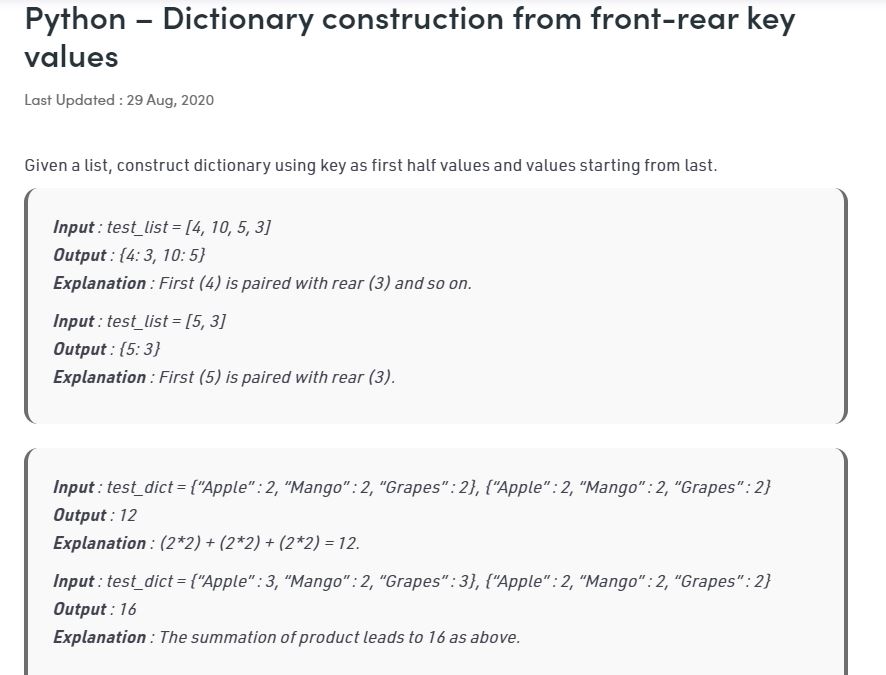 Python – Dictionary construction from front-rear key
values
Last Updated : 29 Aug, 2020
Given a list, construct dictionary using key as first half values and values starting from last.
Input : test_list = [4, 10, 5, 3]
Output : {4: 3, 10: 5}
Explanation : First (4) is paired with rear (3) and so on.
Input : test_list = [5, 3]
Output : {5: 3}
Explanation : First (5) is paired with rear (3).
Input : test_dict = {“Apple” : 2, “Mango” : 2, “Grapes” : 2}, {“Apple” : 2, “Mango” : 2, “Grapes” : 2}
Output : 12
Explanation : (2*2) + (2*2) + (2*2) = 12.
Input : test_dict = {“Apple” : 3, “Mango” : 2, “Grapes” : 3}, {“Apple” : 2, “Mango” : 2, “Grapes” : 2}
Output : 16
Explanation : The summation of product leads to 16 as above.